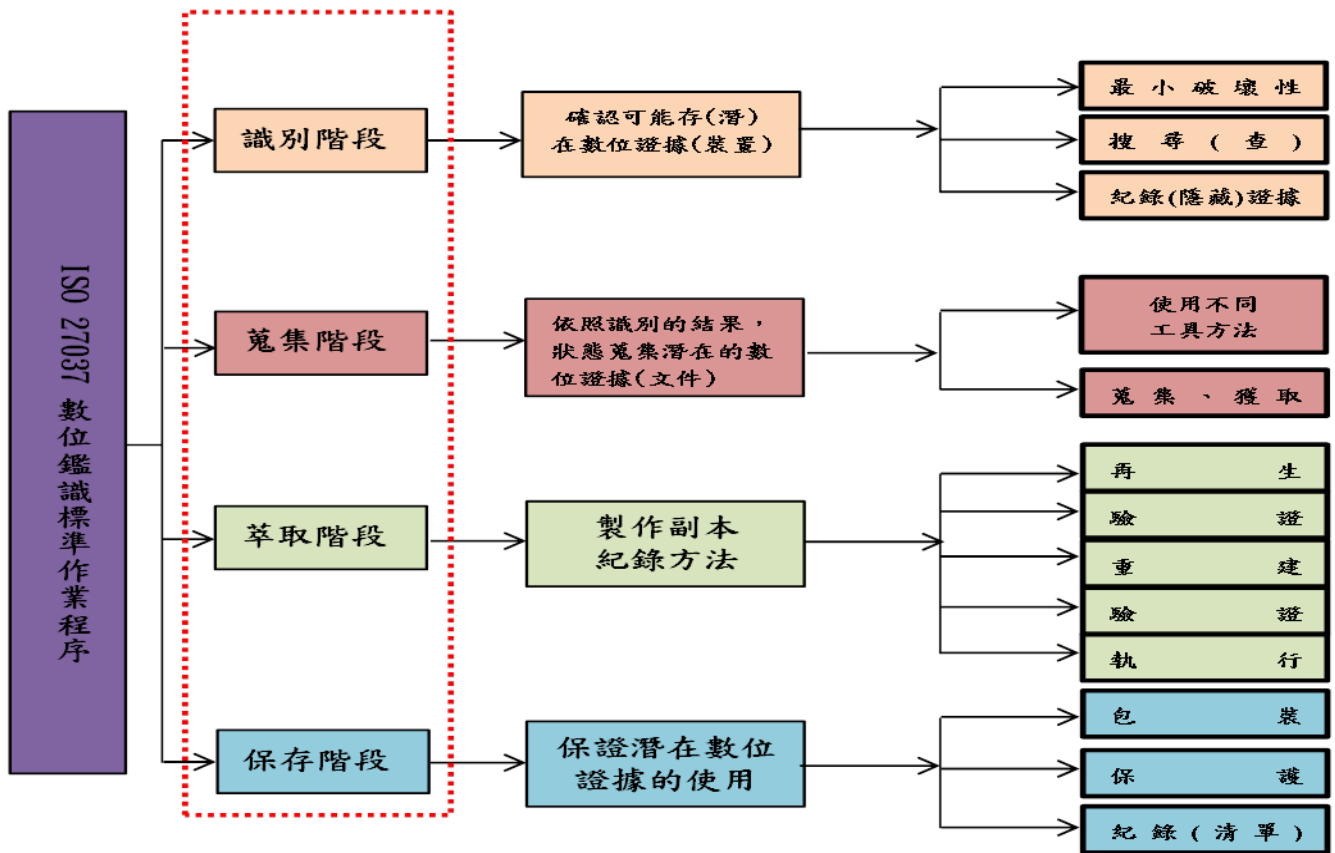 ISO 27037 數位鑑識標準作業程序
識別階段
確認可能存(潛)
在數位證據(裝置)
最小破壞性
搜尋(查)
紀錄(隱藏)證據
蒐集階段
依照識別的結果，
狀態蒐集潛在的數
位證據(文件)
使用不同
工具方法
蒐集、獲取
萃取階段
製作副本
紀錄方法
再生
驗證
重建
驗證
執行
保存階段
保證潛在數位
證據的使用
包裝
保護
紀錄(清單)